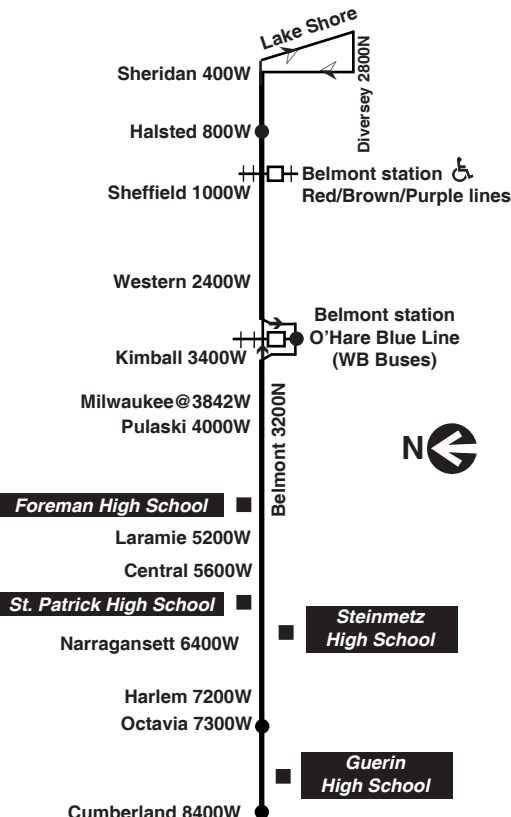 Lake Shore
Sheridan 400W
Diversey 2800N
Halsted 800W
Belmont station
Red/Brown/Purple lines
Sheffield 1000W
Western 2400W
Belmont station
O'Hare Blue Line
(WB Buses)
Kimball 3400W
Milwaukee@3842W
Pulaski 4000W
Belmont 3200N
N
Foreman High School
Laramie 5200W
Central 5600W
St. Patrick High School
Steinmetz
High School
Narragansett 6400W
Harlem 7200W
Octavia 7300W
Guerin
High School
Cumberland 8400W